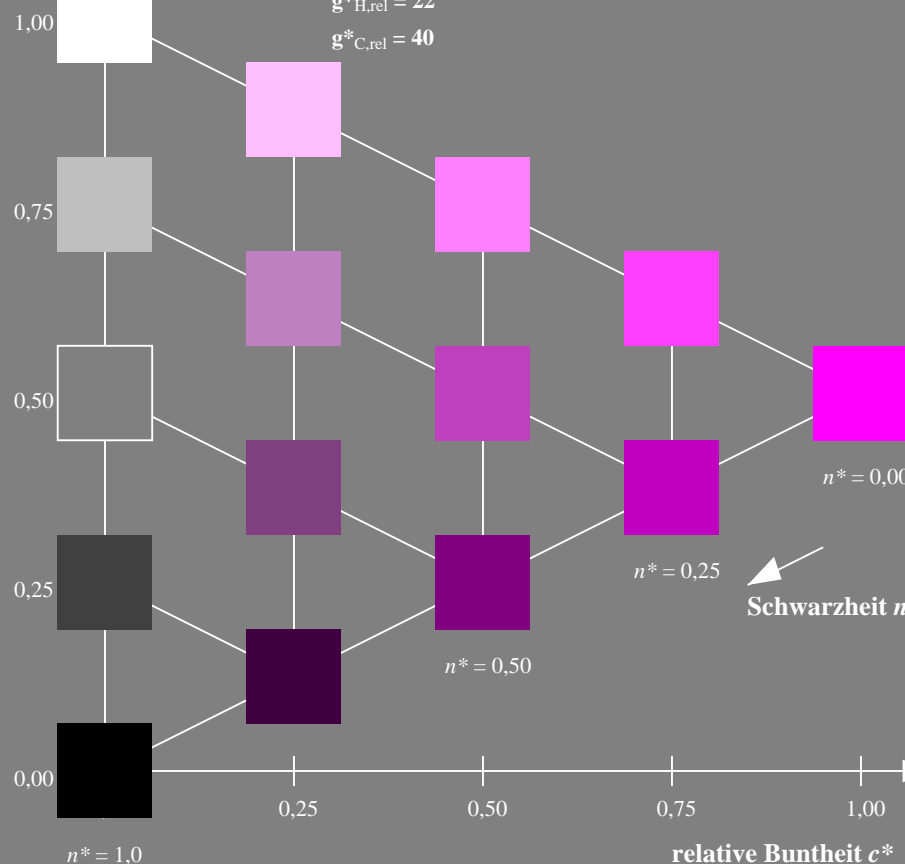 g*H,rel = 22
1,00
g*C,rel = 40
0,75
0,50
n* = 0,00
n* = 0,25
0,25
Schwarzheit n
n* = 0,50
0,00
0,25 0,50 0,75 1,00
n* = 1,0
relative Buntheit c*